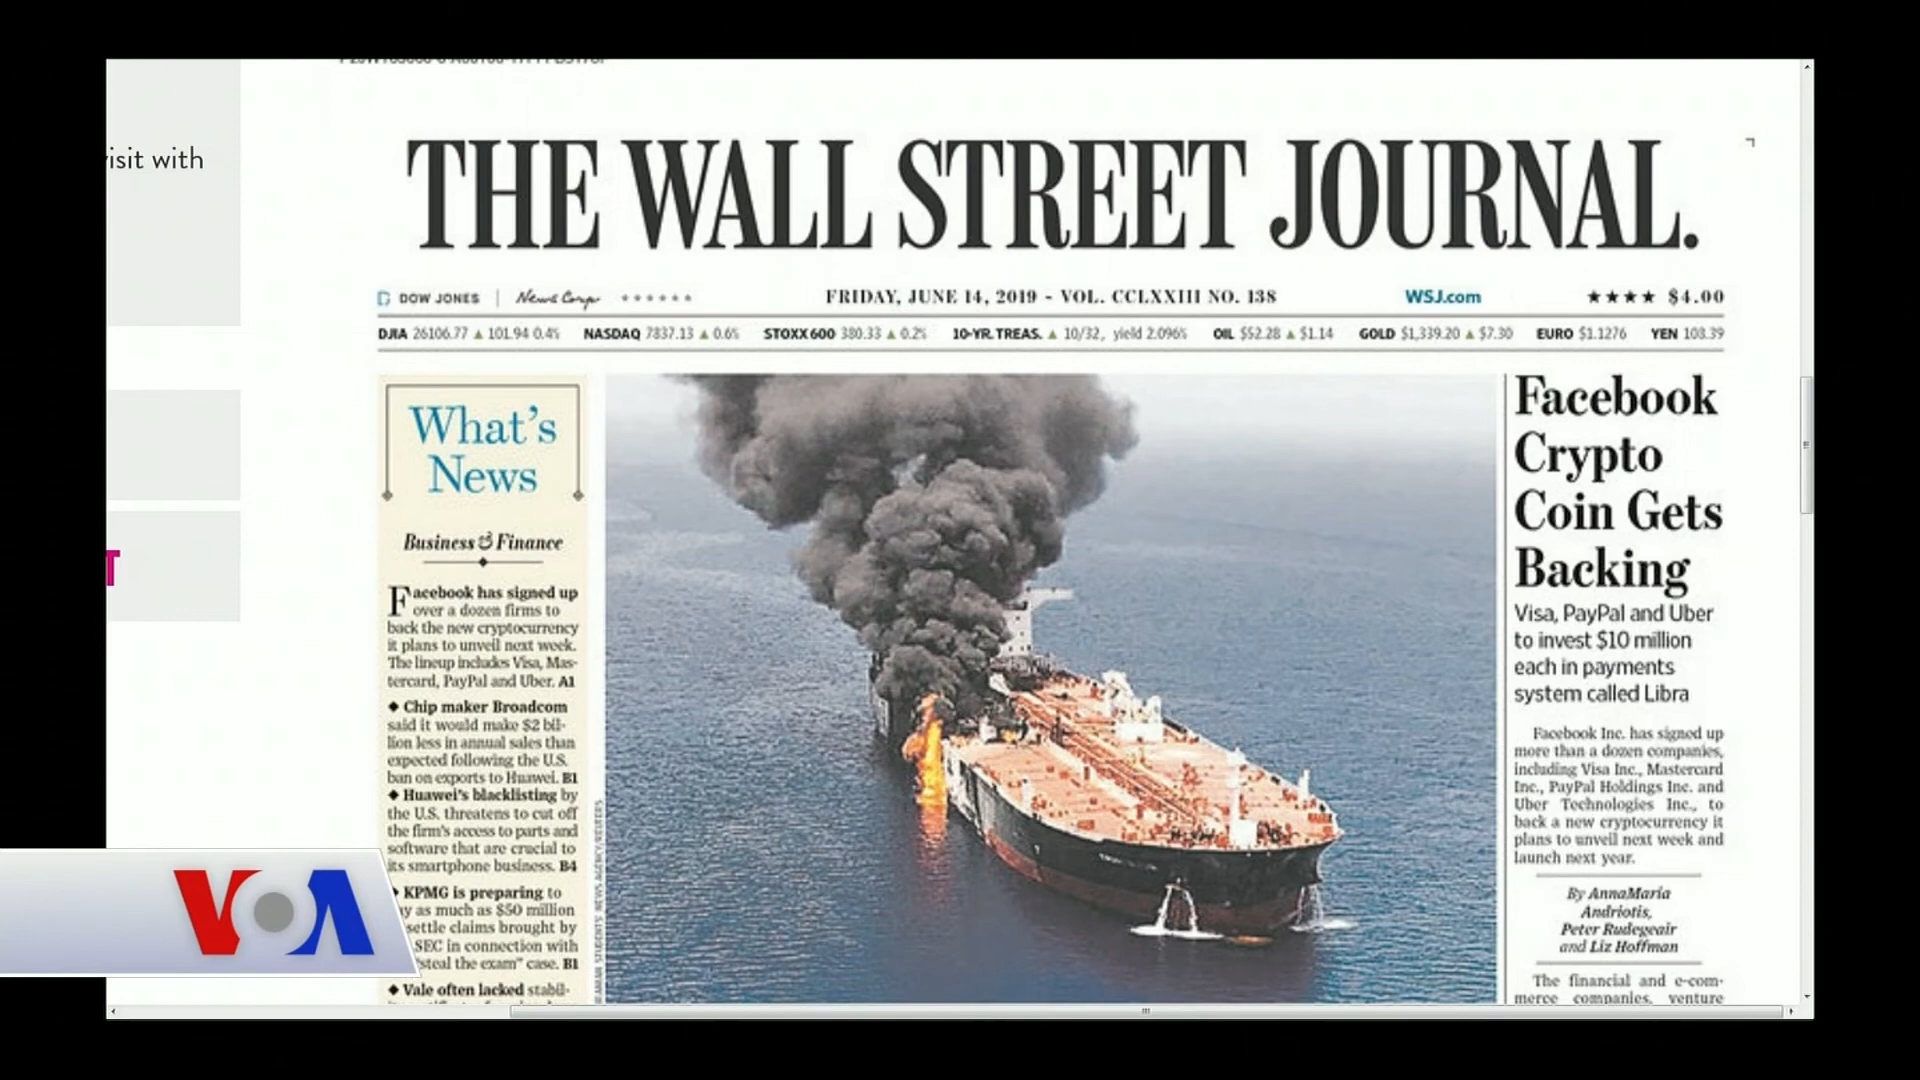 isit with
THE WALL STREET JOURNAL.
DOW JONES | News Corp ★★★★★★
FRIDAY, JUNE 14, 2019 - VOL. CCLXXIII NO. 138
WSJ.com
★★★★ $4.00
DJIA 26106.77 ▲ 101.94 0.4% NASDAQ 7837.13 ▲ 0.6% STOXX 600 380.33 ▲ 0.2% 10-YR. TREAS. ▲ 10/32, yield 2.096% OIL $52.28 ▲ $1.14 GOLD $1,339.20 ▲ $7.30 EURO $1.1276 YEN 108.39
What's
News
Business & Finance
Facebook has signed up
over a dozen firms to
back the new cryptocurrency
it plans to unveil next week.
The lineup includes Visa, Mas-
tercard, PayPal and Uber. A1
◆ Chip maker Broadcom
said it would make $2 bil-
lion less in annual sales than
expected following the U.S.
ban on exports to Huawei. B1
◆ Huawei's blacklisting by
the U.S. threatens to cut off
the firm's access to parts and
software that are crucial to
its smartphone business. B4
KPMG is preparing to
y as much as $50 million
settle claims brought by
SEC in connection with
"steal the exam" case. B1
◆ Vale often lacked stabil-
T
VOA
Facebook
Crypto
Coin Gets
Backing
Visa, PayPal and Uber
to invest $10 million
each in payments
system called Libra
Facebook Inc. has signed up
more than a dozen companies,
including Visa Inc., Mastercard
Inc., PayPal Holdings Inc. and
Uber Technologies Inc., to
back a new cryptocurrency it
plans to unveil next week and
launch next year.
By AnnaMaria
Andriotis,
Peter Rudegeair
and Liz Hoffman
The financial and e-com-
merce companies, venture